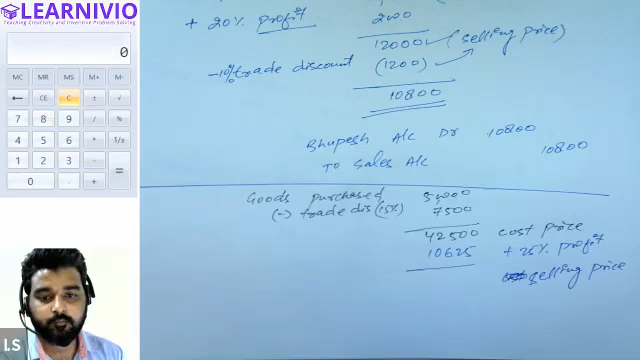 LEARNIVIO
Teaching Creativity and Inventive Problem Solving
+ 20% profit 2000
12000 (selling price)
-10% trade discount (1200)
10800
Bhupesh A/c Dr 10800
To Sales A/c 10800
Goods purchased 50000
(-) trade dis (15%) 7500
42500 cost price
10625 + 25% profit
selling price
0
MC MR MS M+ M-
← CE C ± √
7 8 9 / %
4 5 6 * 1/x
1 2 3 - =
0 . +
I.S